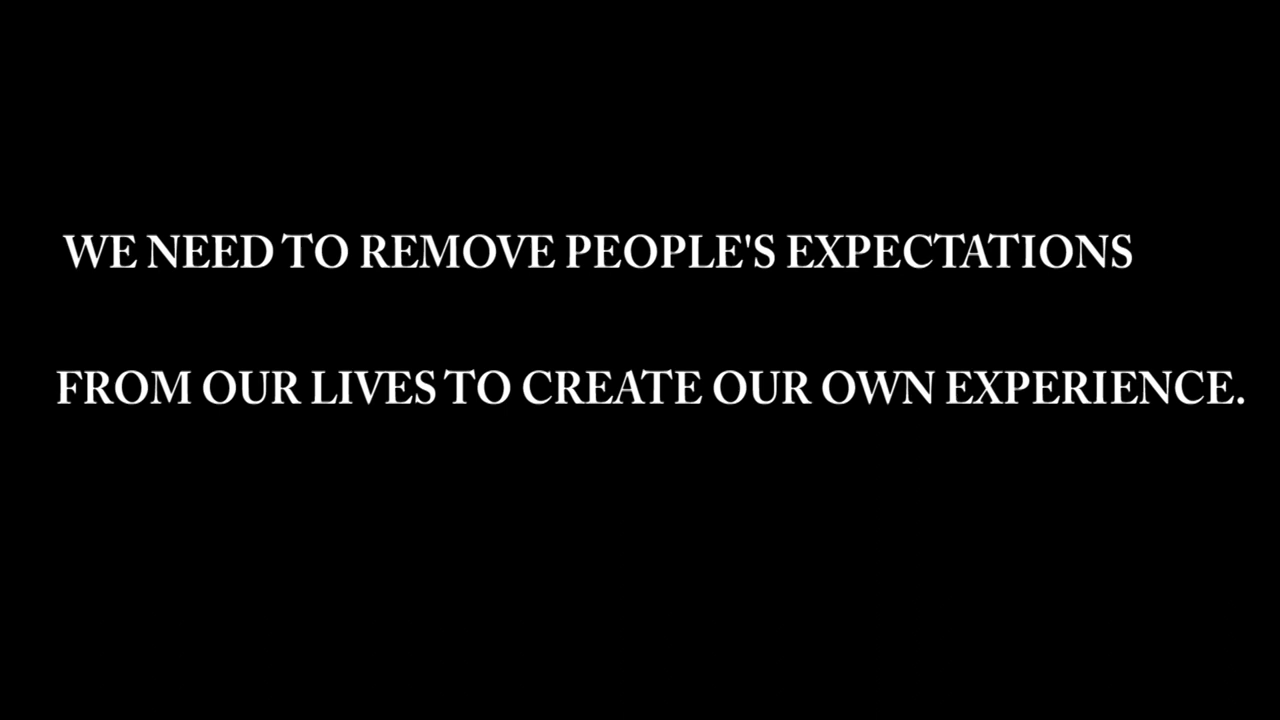 WE NEED TO REMOVE PEOPLE'S EXPECTATIONS
FROM OUR LIVES TO CREATE OUR OWN EXPERIENCE.